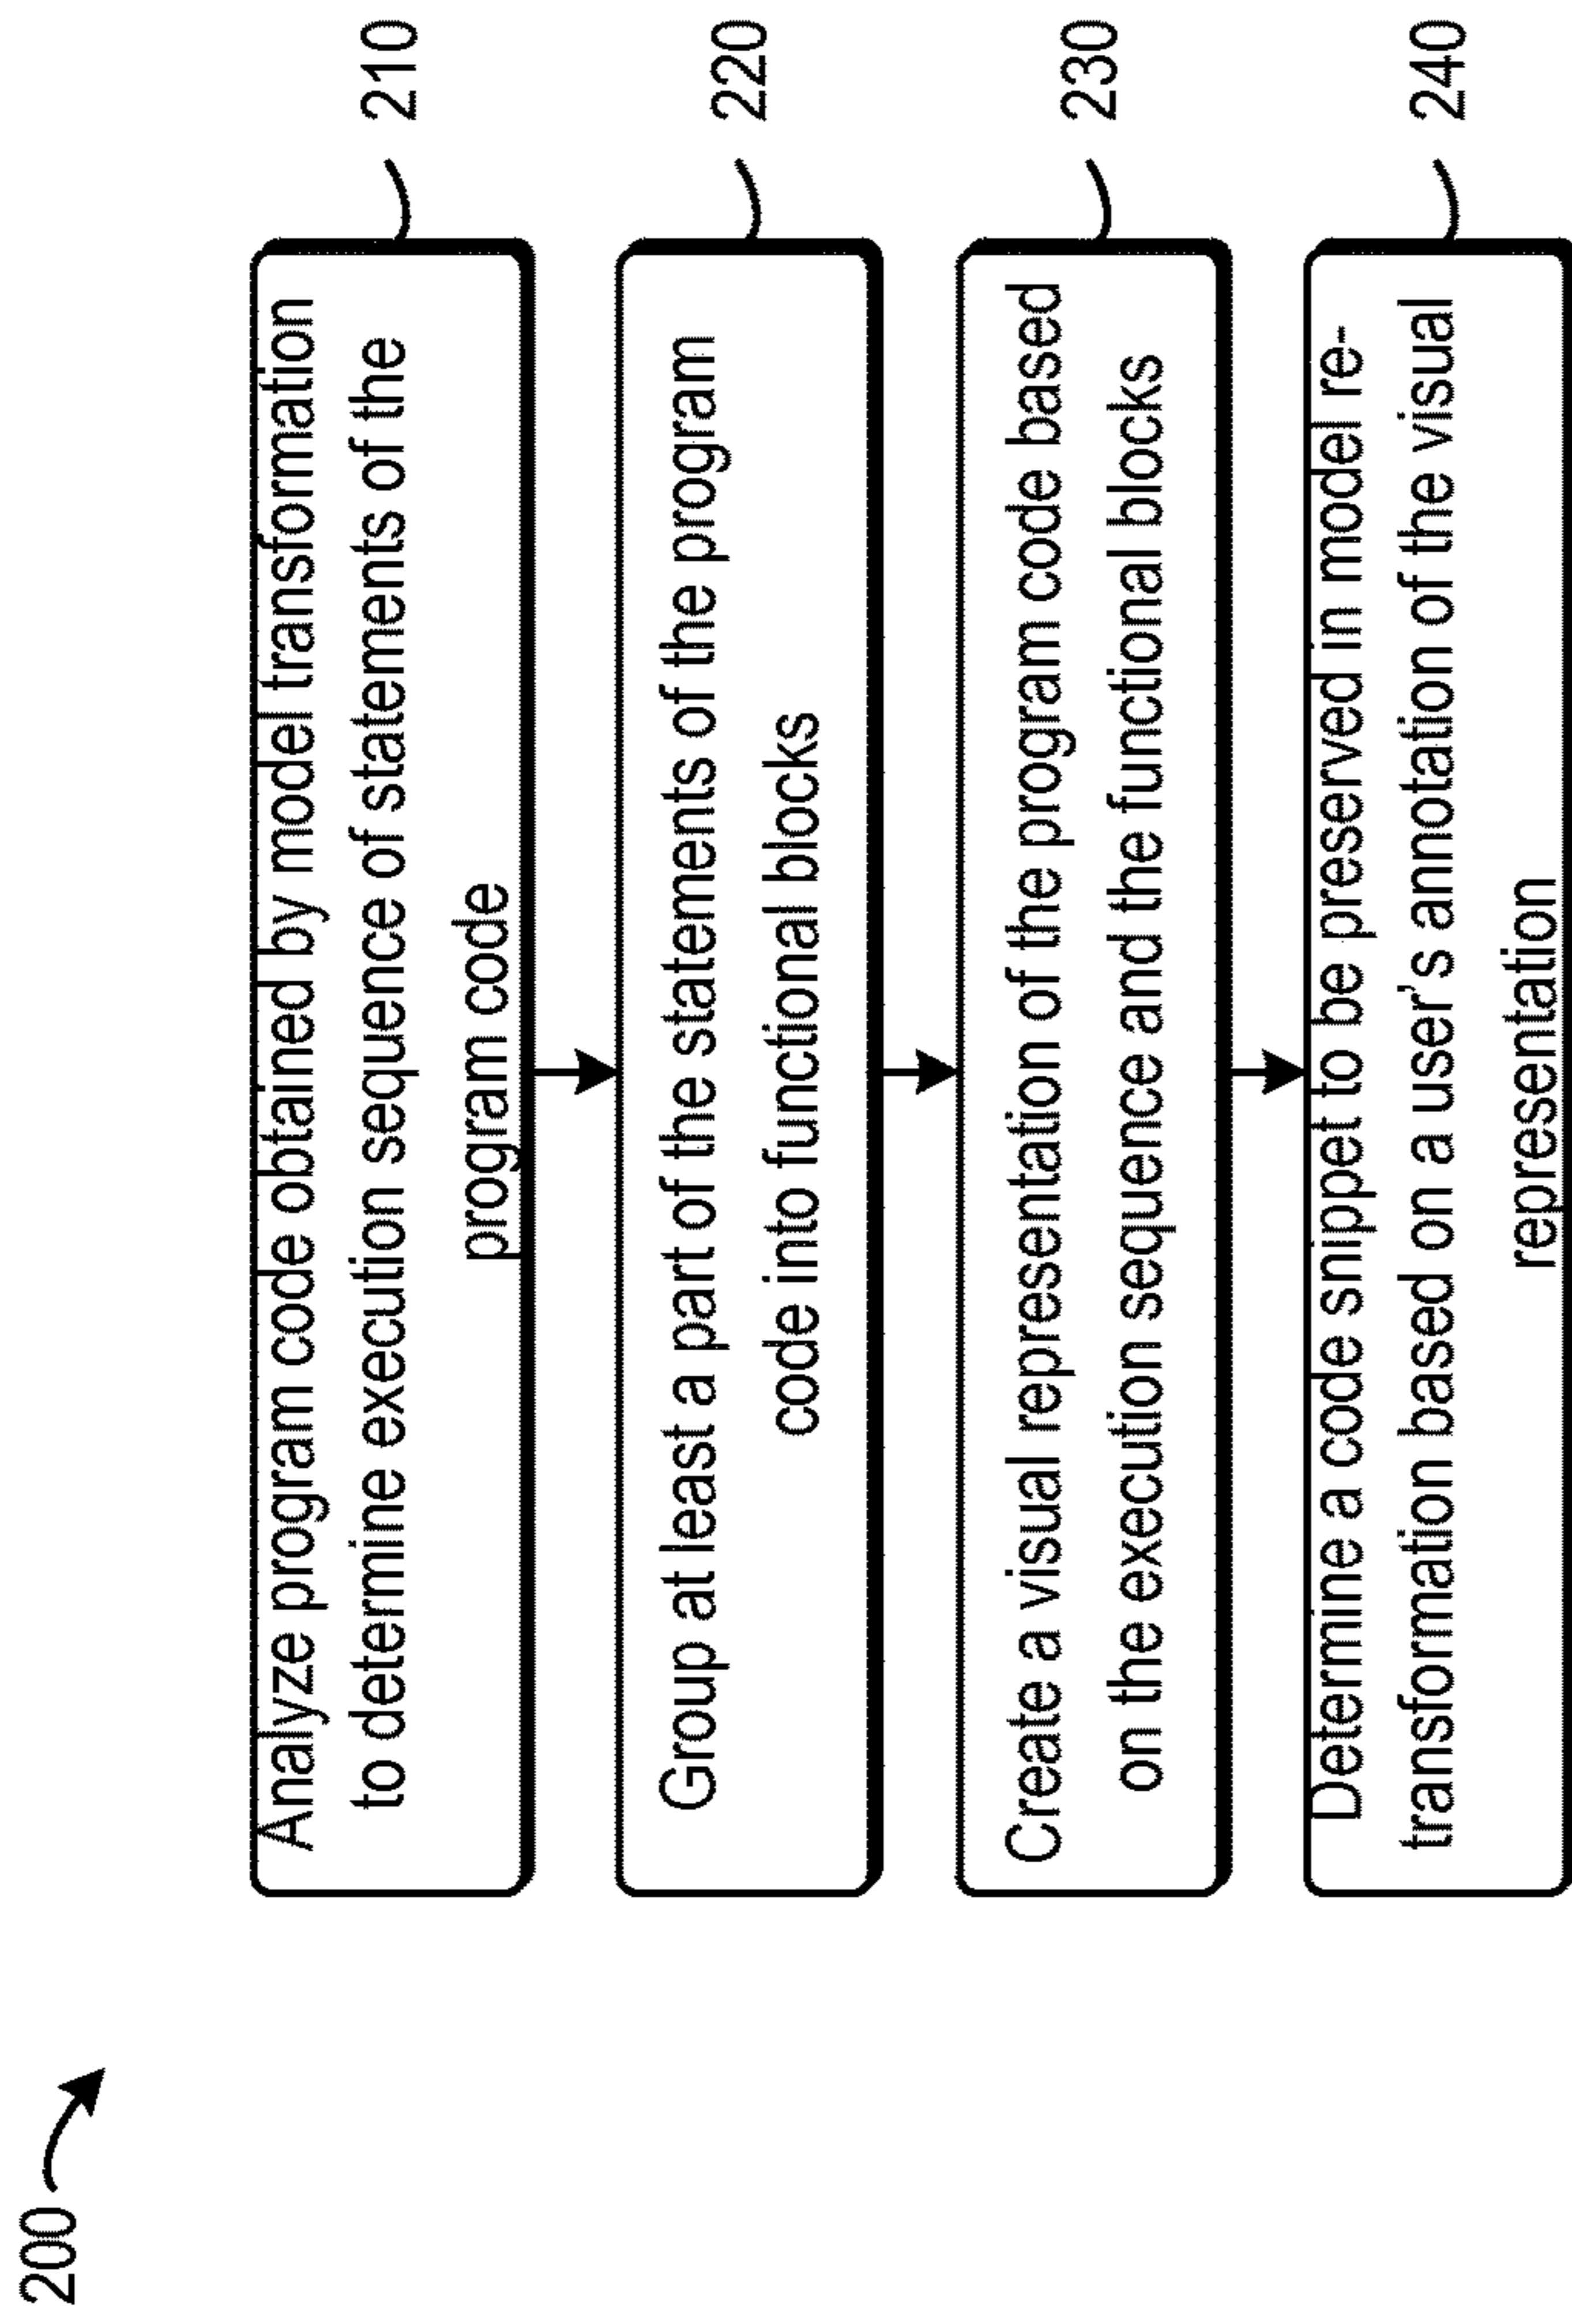 200
Analyze program code obtained by model transformation
to determine execution sequence of statements of the
program code
210
Group at least a part of the statements of the program
code into functional blocks
220
Create a visual representation of the program code based
on the execution sequence and the functional blocks
230
Determine a code snippet to be preserved in model re-
transformation based on a user's annotation of the visual
representation
240